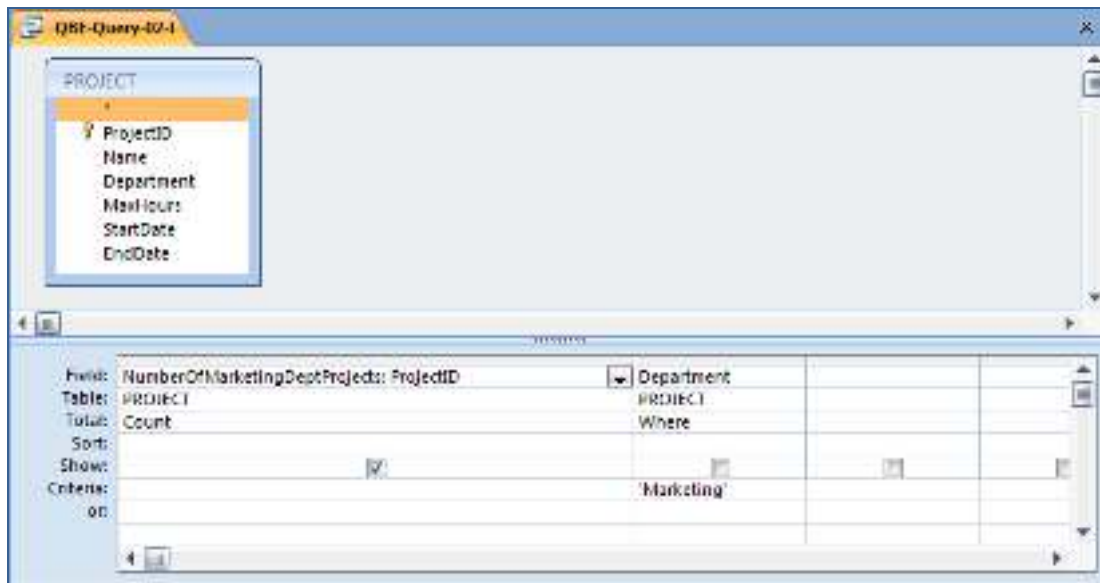 QBE-Query-02-I
PROJECT
*
ProjectID
Name
Department
MaxHours
StartDate
EndDate
Field: NumberOfMarketingDeptProjects: ProjectID Department
Table: PROJECT PROJECT
Total: Count Where
Sort:
Show:
Criteria: 'Marketing'
or: